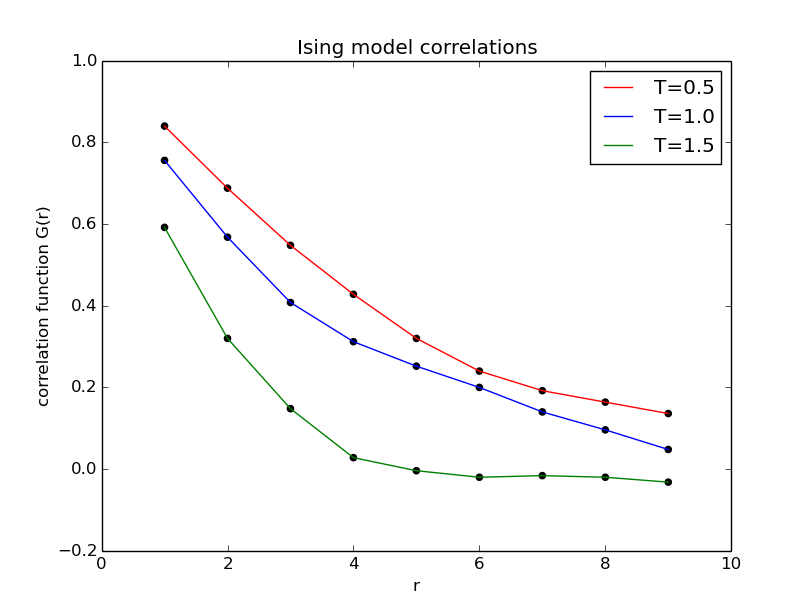 Ising model correlations
1.0
0.8
0.6
0.4
0.2
0.0
−0.2
correlation function G(r)
T=0.5
T=1.0
T=1.5
0 2 4 6 8 10
r